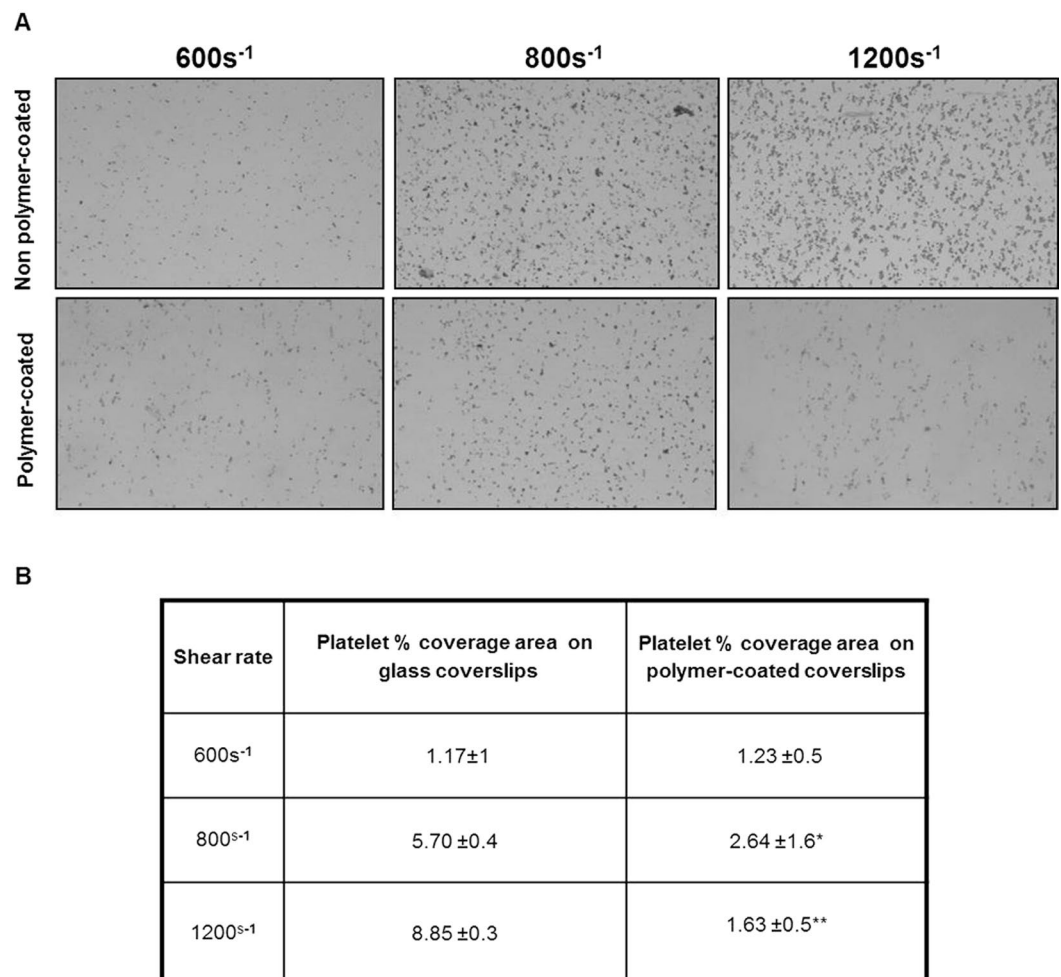 A
600s⁻¹ 800s⁻¹ 1200s⁻¹
Non polymer-coated
Polymer-coated
B
Shear rate
Platelet % coverage area on
glass coverslips
Platelet % coverage area on
polymer-coated coverslips
600s⁻¹ 1.17±1 1.23 ±0.5
800ˢ⁻¹ 5.70 ±0.4 2.64 ±1.6*
1200ˢ⁻¹ 8.85 ±0.3 1.63 ±0.5**